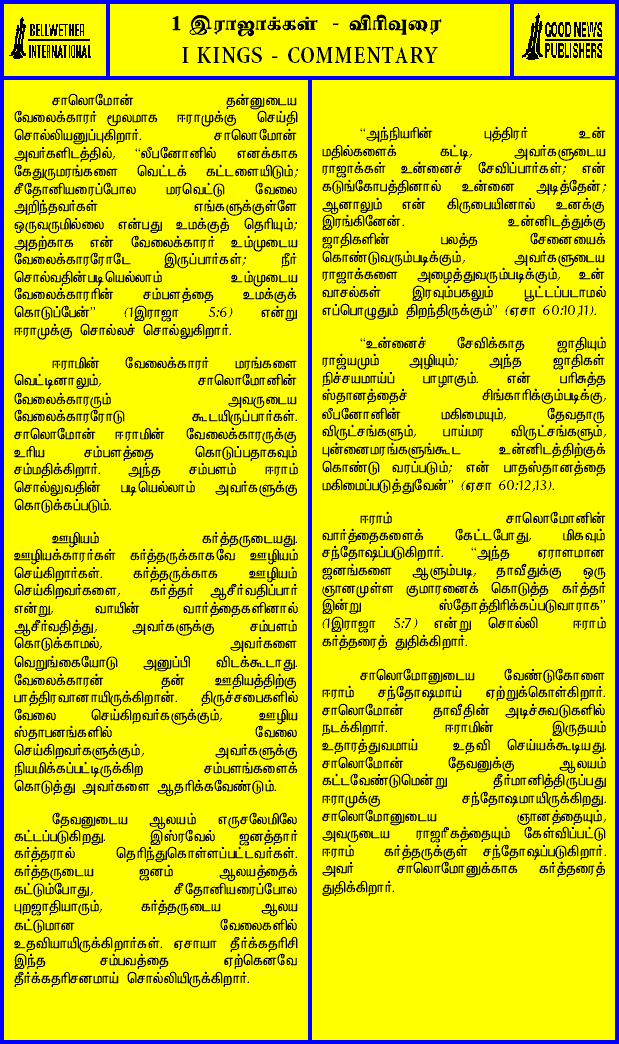 BELLWETHER
INTERNATIONAL
1 இராஜாக்கள் - விரிவுரை
I KINGS - COMMENTARY
GOOD NEWS
PUBLISHERS
சாலொமோன் தன்னுடைய
வேலைக்காரர் மூலமாக ஈராமுக்கு செய்தி
சொல்லியனுப்புகிறார். சாலொமோன்
அவர்களிடத்தில், “லீபனோனில் எனக்காக
கேதுருமரங்களை வெட்டக் கட்டளையிடும்;
சீதோனியரைப்போல மரவெட்டு வேலை
அறிந்தவர்கள் எங்களுக்குள்ளே
ஒருவருமில்லை என்பது உமக்குத் தெரியும்;
அதற்காக என் வேலைக்காரர் உம்முடைய
வேலைக்காரரோடே இருப்பார்கள்; நீர்
சொல்வதின்படியெல்லாம் உம்முடைய
வேலைக்காரரின் சம்பளத்தை உமக்குக்
கொடுப்பேன்” (1இராஜா 5:6) என்று
ஈராமுக்கு சொல்லச் சொல்லுகிறார்.
ஈராமின் வேலைக்காரர் மரங்களை
வெட்டினாலும், சாலொமோனின்
வேலைக்காரரும் அவருடைய
வேலைக்காரரோடு கூடயிருப்பார்கள்.
சாலொமோன் ஈராமின் வேலைக்காரருக்கு
உரிய சம்பளத்தை கொடுப்பதாகவும்
சம்மதிக்கிறார். அந்த சம்பளம் ஈராம்
சொல்லுவதின் படியெல்லாம் அவர்களுக்கு
கொடுக்கப்படும்.
ஊழியம் கர்த்தருடையது.
ஊழியக்காரர்கள் கர்த்தருக்காகவே ஊழியம்
செய்கிறார்கள். கர்த்தருக்காக ஊழியம்
செய்கிறவர்களை, கர்த்தர் ஆசீர்வதிப்பார்
என்று, வாயின் வார்த்தைகளினால்
ஆசீர்வதித்து, அவர்களுக்கு சம்பளம்
கொடுக்காமல், அவர்களை
வெறுங்கையோடு அனுப்பி விடக்கூடாது.
வேலைக்காரன் தன் ஊதியத்திற்கு
பாத்திரவானாயிருக்கிறான். திருச்சபைகளில்
வேலை செய்கிறவர்களுக்கும், ஊழிய
ஸ்தாபனங்களில் வேலை
செய்கிறவர்களுக்கும், அவர்களுக்கு
நியமிக்கப்பட்டிருக்கிற சம்பளங்களைக்
கொடுத்து அவர்களை ஆதரிக்கவேண்டும்.
தேவனுடைய ஆலயம் எருசலேமிலே
கட்டப்படுகிறது. இஸ்ரவேல் ஜனத்தார்
கர்த்தரால் தெரிந்துகொள்ளப்பட்டவர்கள்.
கர்த்தருடைய ஜனம் ஆலயத்தைக்
கட்டும்போது, சீதோனியரைப்போல
புறஜாதியாரும், கர்த்தருடைய ஆலய
கட்டுமான வேலைகளில்
உதவியாயிருக்கிறார்கள். ஏசாயா தீர்க்கதரிசி
இந்த சம்பவத்தை ஏற்கெனவே
தீர்க்கதரிசனமாய் சொல்லியிருக்கிறார்.
“அந்நியரின் புத்திரர் உன்
மதில்களைக் கட்டி, அவர்களுடைய
ராஜாக்கள் உன்னைச் சேவிப்பார்கள்; என்
கடுங்கோபத்தினால் உன்னை அடித்தேன்;
ஆனாலும் என் கிருபையினால் உனக்கு
இரங்கினேன். உன்னிடத்துக்கு
ஜாதிகளின் பலத்த சேனையைக்
கொண்டுவரும்படிக்கும், அவர்களுடைய
ராஜாக்களை அழைத்துவரும்படிக்கும், உன்
வாசல்கள் இரவும்பகலும் பூட்டப்படாமல்
எப்பொழுதும் திறந்திருக்கும்” (ஏசா 60:10,11).
“உன்னைச் சேவிக்காத ஜாதியும்
ராஜ்யமும் அழியும்; அந்த ஜாதிகள்
நிச்சயமாய்ப் பாழாகும். என் பரிசுத்த
ஸ்தானத்தைச் சிங்காரிக்கும்படிக்கு,
லீபனோனின் மகிமையும், தேவதாரு
விருட்சங்களும், பாய்மர விருட்சங்களும்,
புன்னைமரங்களுங்கூட உன்னிடத்திற்குக்
கொண்டு வரப்படும்; என் பாதஸ்தானத்தை
மகிமைப்படுத்துவேன்” (ஏசா 60:12,13).
ஈராம் சாலொமோனின்
வார்த்தைகளைக் கேட்டபோது, மிகவும்
சந்தோஷப்படுகிறார். “அந்த ஏராளமான
ஜனங்களை ஆளும்படி, தாவீதுக்கு ஒரு
ஞானமுள்ள குமாரனைக் கொடுத்த கர்த்தர்
இன்று ஸ்தோத்திரிக்கப்படுவாராக”
(1இராஜா 5:7) என்று சொல்லி ஈராம்
கர்த்தரைத் துதிக்கிறார்.
சாலொமோனுடைய வேண்டுகோளை
ஈராம் சந்தோஷமாய் ஏற்றுக்கொள்கிறார்.
சாலொமோன் தாவீதின் அடிச்சுவடுகளில்
நடக்கிறார். ஈராமின் இருதயம்
உதாரத்துவமாய் உதவி செய்யக்கூடியது.
சாலொமோன் தேவனுக்கு ஆலயம்
கட்டவேண்டுமென்று தீர்மானித்திருப்பது
ஈராமுக்கு சந்தோஷமாயிருக்கிறது.
சாலொமோனுடைய ஞானத்தையும்,
அவருடைய ராஜரீகத்தையும் கேள்விப்பட்டு
ஈராம் கர்த்தருக்குள் சந்தோஷப்படுகிறார்.
அவர் சாலொமோனுக்காக கர்த்தரைத்
துதிக்கிறார்.